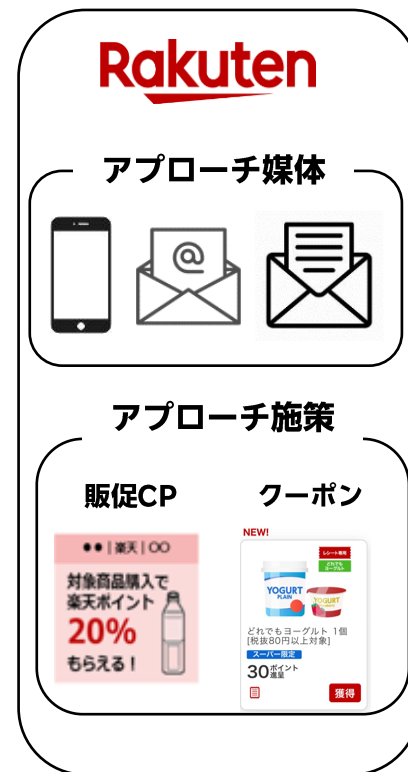 Rakuten
アプローチ媒体
@
アプローチ施策
販促CP
クーポン
●● | 楽天 | 〇〇
対象商品購入で
楽天ポイント
20%
もらえる！
NEW!
レシート専用
どれでも
ヨーグルト
YOGURT
PLAIN
YOGURT
どれでもヨーグルト 1個
[税抜80円以上対象]
スーパー限定
30ポイント進呈
獲得